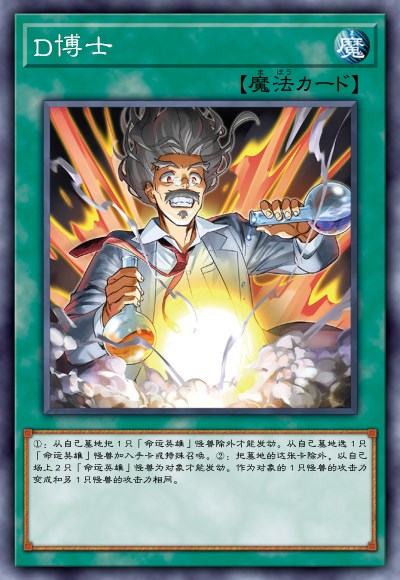 D博士
魔
【魔法カード】
まほう
①：从自己墓地把1只「命运英雄」怪兽除外才能发动。从自己墓地选1只
「命运英雄」怪兽加入手卡或特殊召唤。②：把墓地的这张卡除外，以自己
场上2只「命运英雄」怪兽为对象才能发动。作为对象的1只怪兽的攻击力
变成和另1只怪兽的攻击力相同。